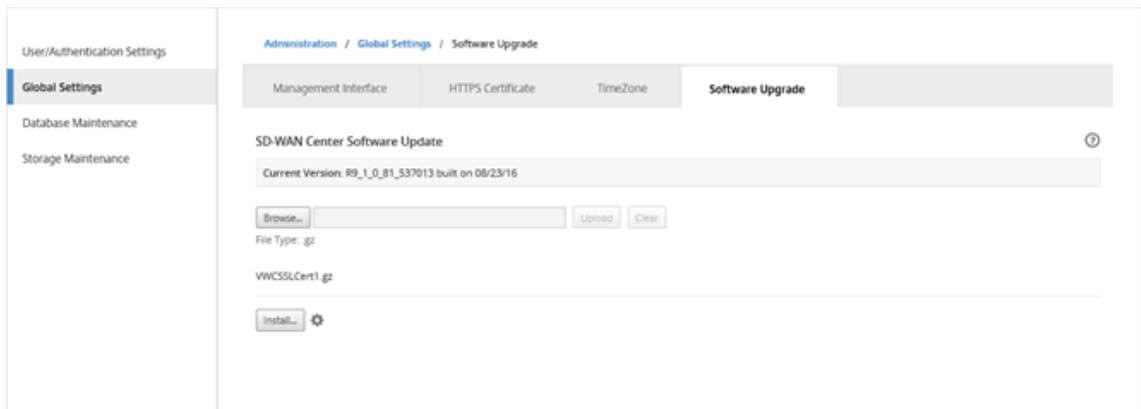 User/Authentication Settings
Global Settings
Database Maintenance
Storage Maintenance
Administration / Global Settings / Software Upgrade
Management Interface HTTPS Certificate TimeZone Software Upgrade
SD-WAN Center Software Update ?
Current Version: R9_1_0_81_537013 built on 08/23/16
Browse... Upload Clear
File Type: .gz
VWCSSLCert1.gz
Install...